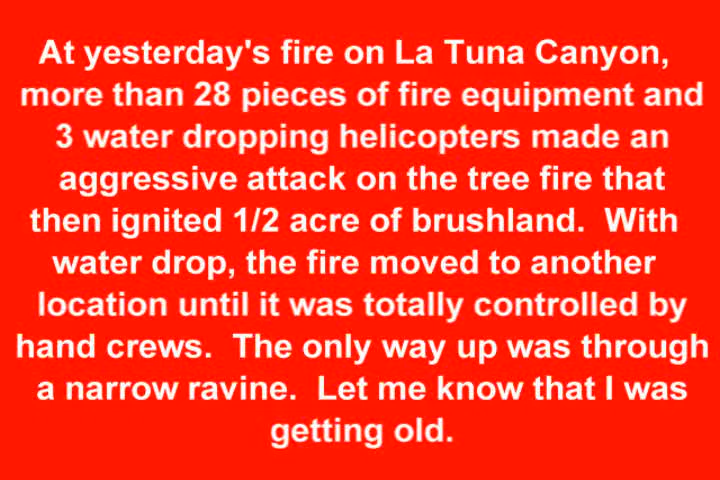 At yesterday's fire on La Tuna Canyon,
more than 28 pieces of fire equipment and
3 water dropping helicopters made an
aggressive attack on the tree fire that
then ignited 1/2 acre of brushland.  With
water drop, the fire moved to another
location until it was totally controlled by
hand crews.  The only way up was through
a narrow ravine.  Let me know that I was
getting old.